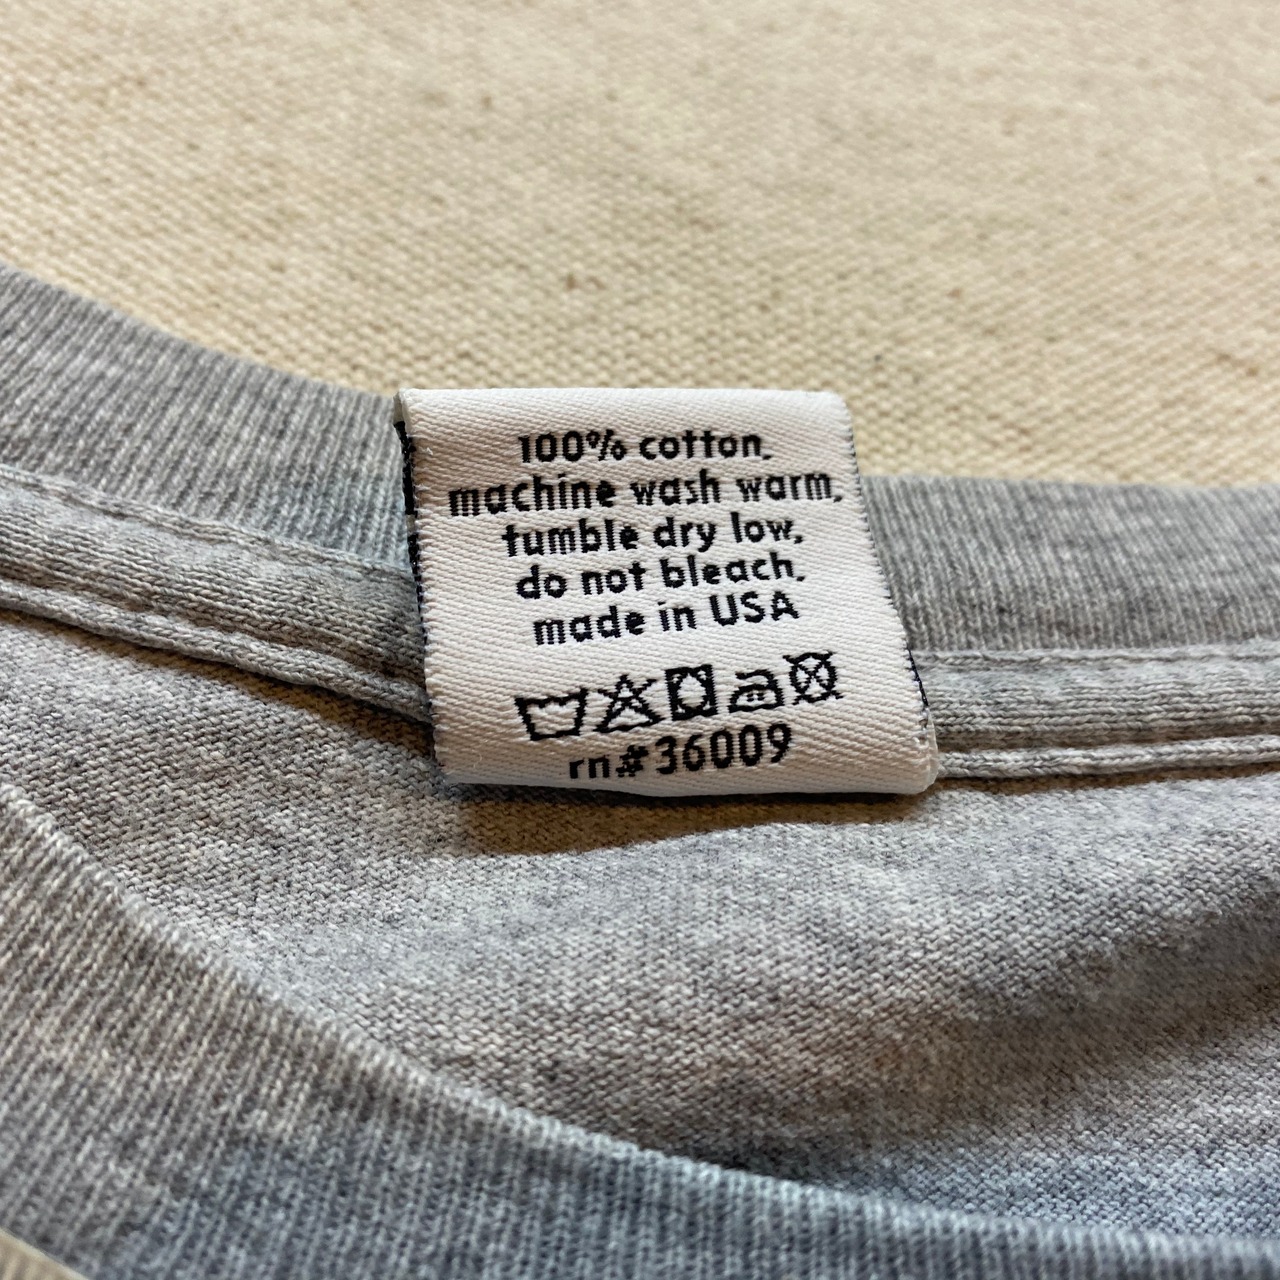 100% cotton.
machine wash warm.
tumble dry low.
do not bleach.
made in USA
rn#36009